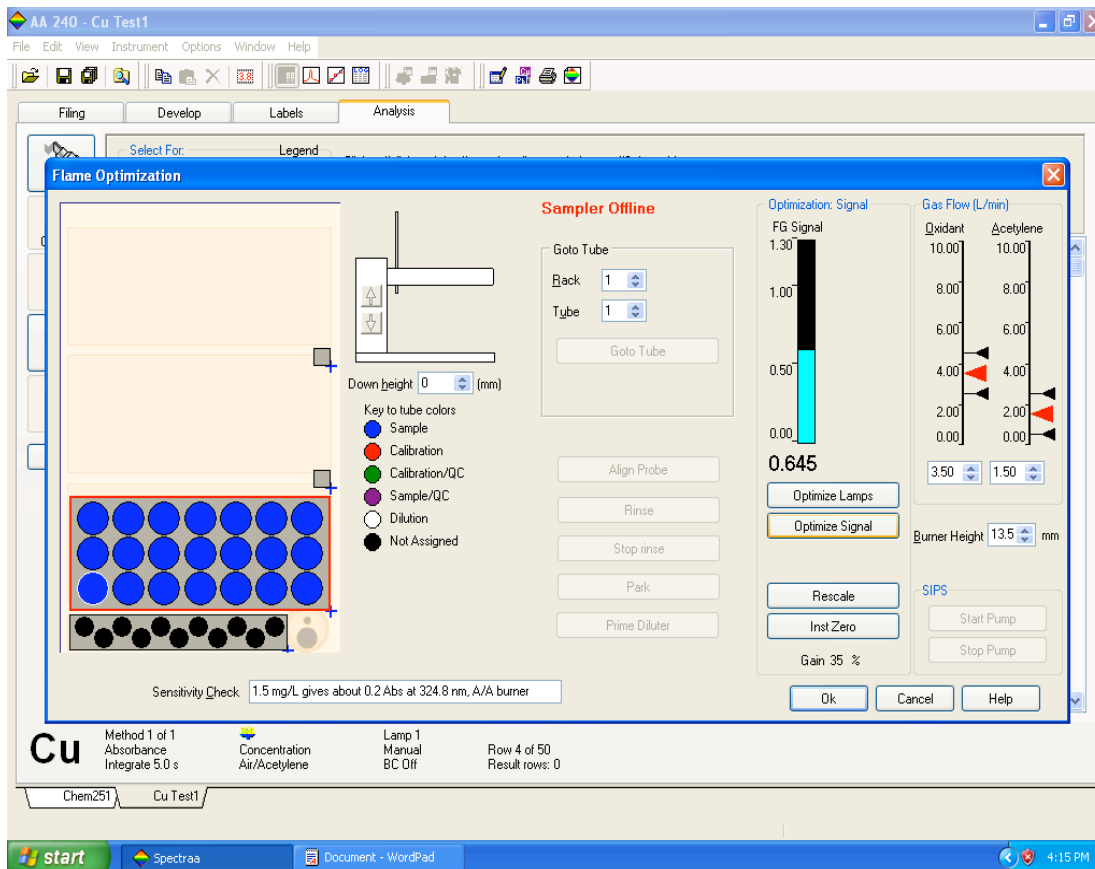 AA 240 - Cu Test1
File Edit View Instrument Options Window Help
3.8
Filing Develop Labels Analysis
Select For: Legend
Flame Optimization
Sampler Offline
Goto Tube
Rack 1
Tube 1
Goto Tube
Down height 0 (mm)
Key to tube colors
Sample
Calibration
Calibration/QC
Sample/QC
Dilution
Not Assigned
Align Probe
Rinse
Stop rinse
Park
Prime Diluter
Optimization: Signal
FG Signal
1.30
1.00
0.50
0.00
0.645
Optimize Lamps
Optimize Signal
Rescale
Inst Zero
Gain 35 %
Gas Flow (L/min)
Oxidant Acetylene
10.00 10.00
8.00 8.00
6.00 6.00
4.00 4.00
2.00 2.00
0.00 0.00
3.50 1.50
Burner Height 13.5 mm
SIPS
Start Pump
Stop Pump
Sensitivity Check 1.5 mg/L gives about 0.2 Abs at 324.8 nm, A/A burner
Ok Cancel Help
Cu
Method 1 of 1 Lamp 1
Absorbance Concentration Manual Row 4 of 50
Integrate 5.0 s Air/Acetylene BC Off Result rows: 0
Chem251 Cu Test1
start Spectraa Document - WordPad 4:15 PM